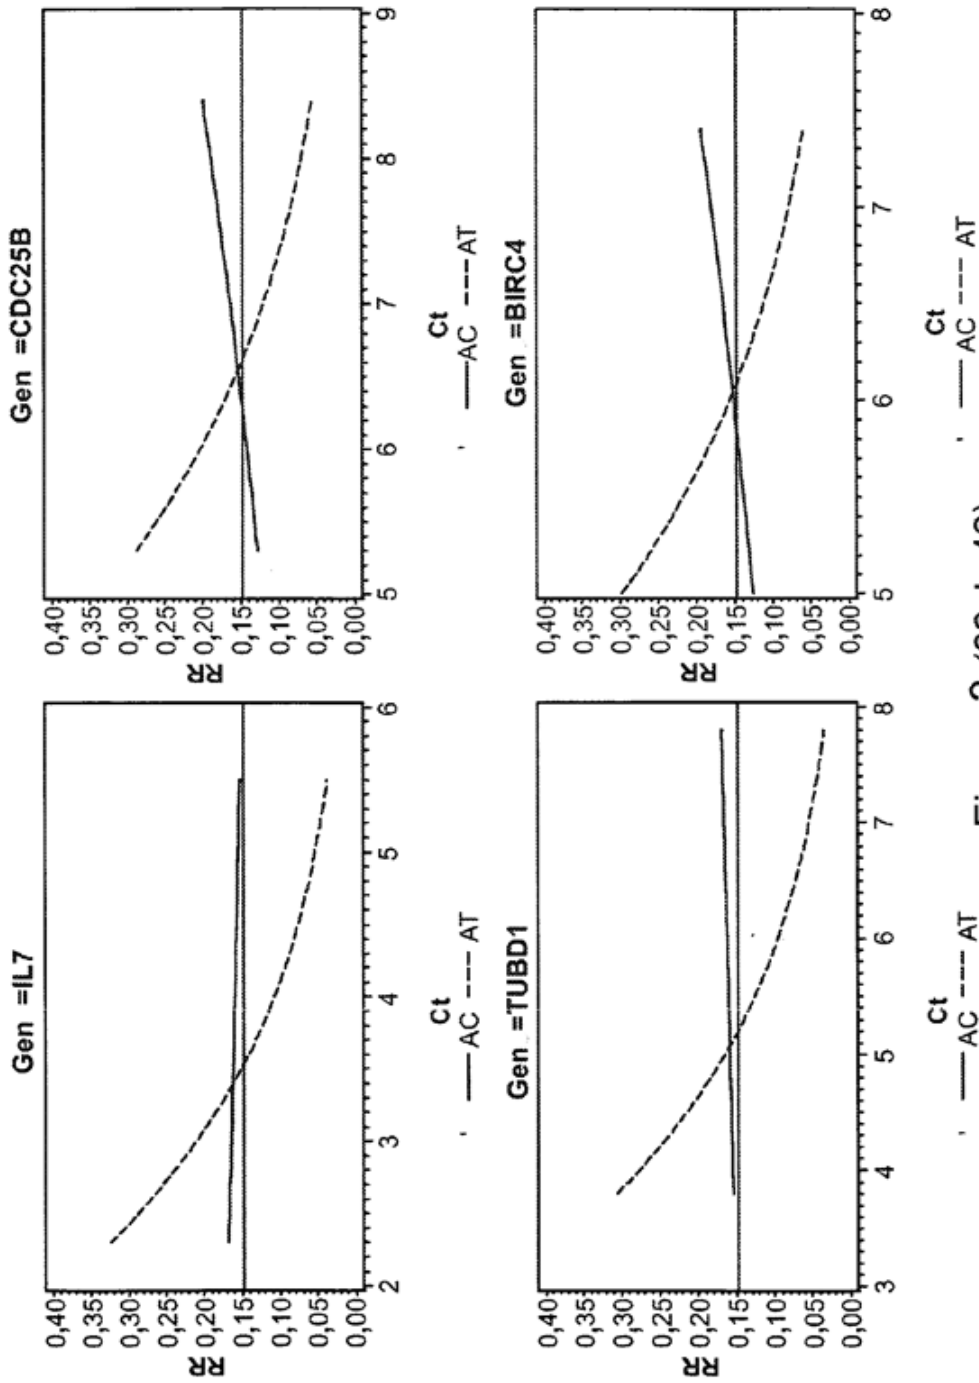 Gen =IL7
RR
0,40
0,35
0,30
0,25
0,20
0,15
0,10
0,05
0,00
2 3 4 5 6
Ct
AC --- AT
Gen =CDC25B
RR
0,40
0,35
0,30
0,25
0,20
0,15
0,10
0,05
0,00
5 6 7 8 9
Ct
AC --- AT
Gen =TUBD1
RR
0,40
0,35
0,30
0,25
0,20
0,15
0,10
0,05
0,00
3 4 5 6 7 8
Ct
AC --- AT
Gen =BIRC4
RR
0,40
0,35
0,30
0,25
0,20
0,15
0,10
0,05
0,00
5 6 7 8
Ct
AC --- AT